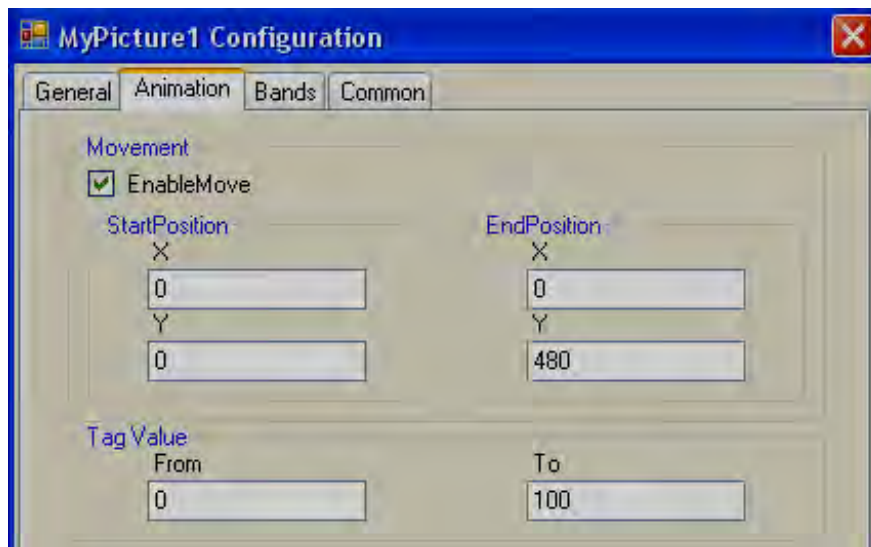 MyPicture1 Configuration
General Animation Bands Common
Movement
EnableMove
StartPosition EndPosition
X X
0 0
Y Y
0 480
Tag Value
From To
0 100